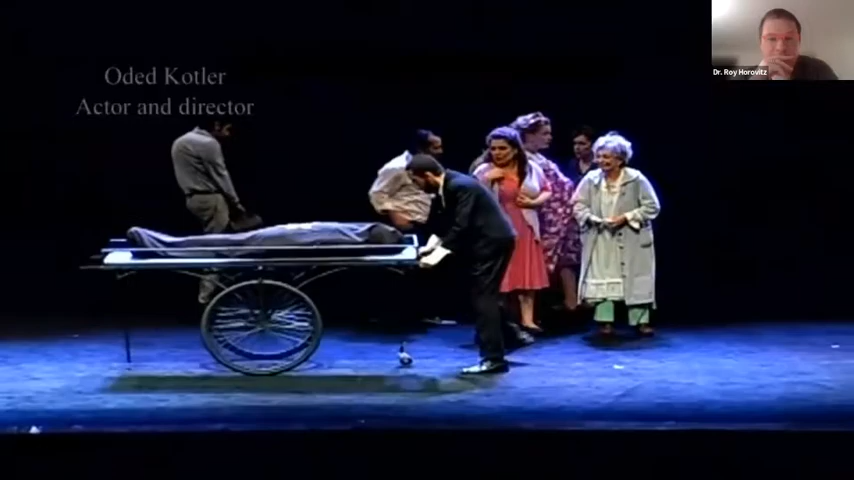 Oded Kotler
Actor and director
Dr. Roy Horovitz